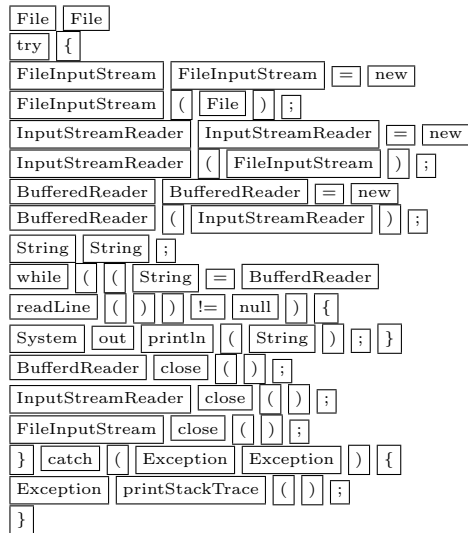 File File
try {
FileInputStream FileInputStream = new
FileInputStream ( File ) ;
InputStreamReader InputStreamReader = new
InputStreamReader ( FileInputStream ) ;
BufferedReader BufferedReader = new
BufferedReader ( InputStreamReader ) ;
String String ;
while ( ( String = BufferdReader
readLine ( ) ) != null ) {
System out println ( String ) ; }
BufferdReader close ( ) ;
InputStreamReader close ( ) ;
FileInputStream close ( ) ;
} catch ( Exception Exception ) {
Exception printStackTrace ( ) ;
}